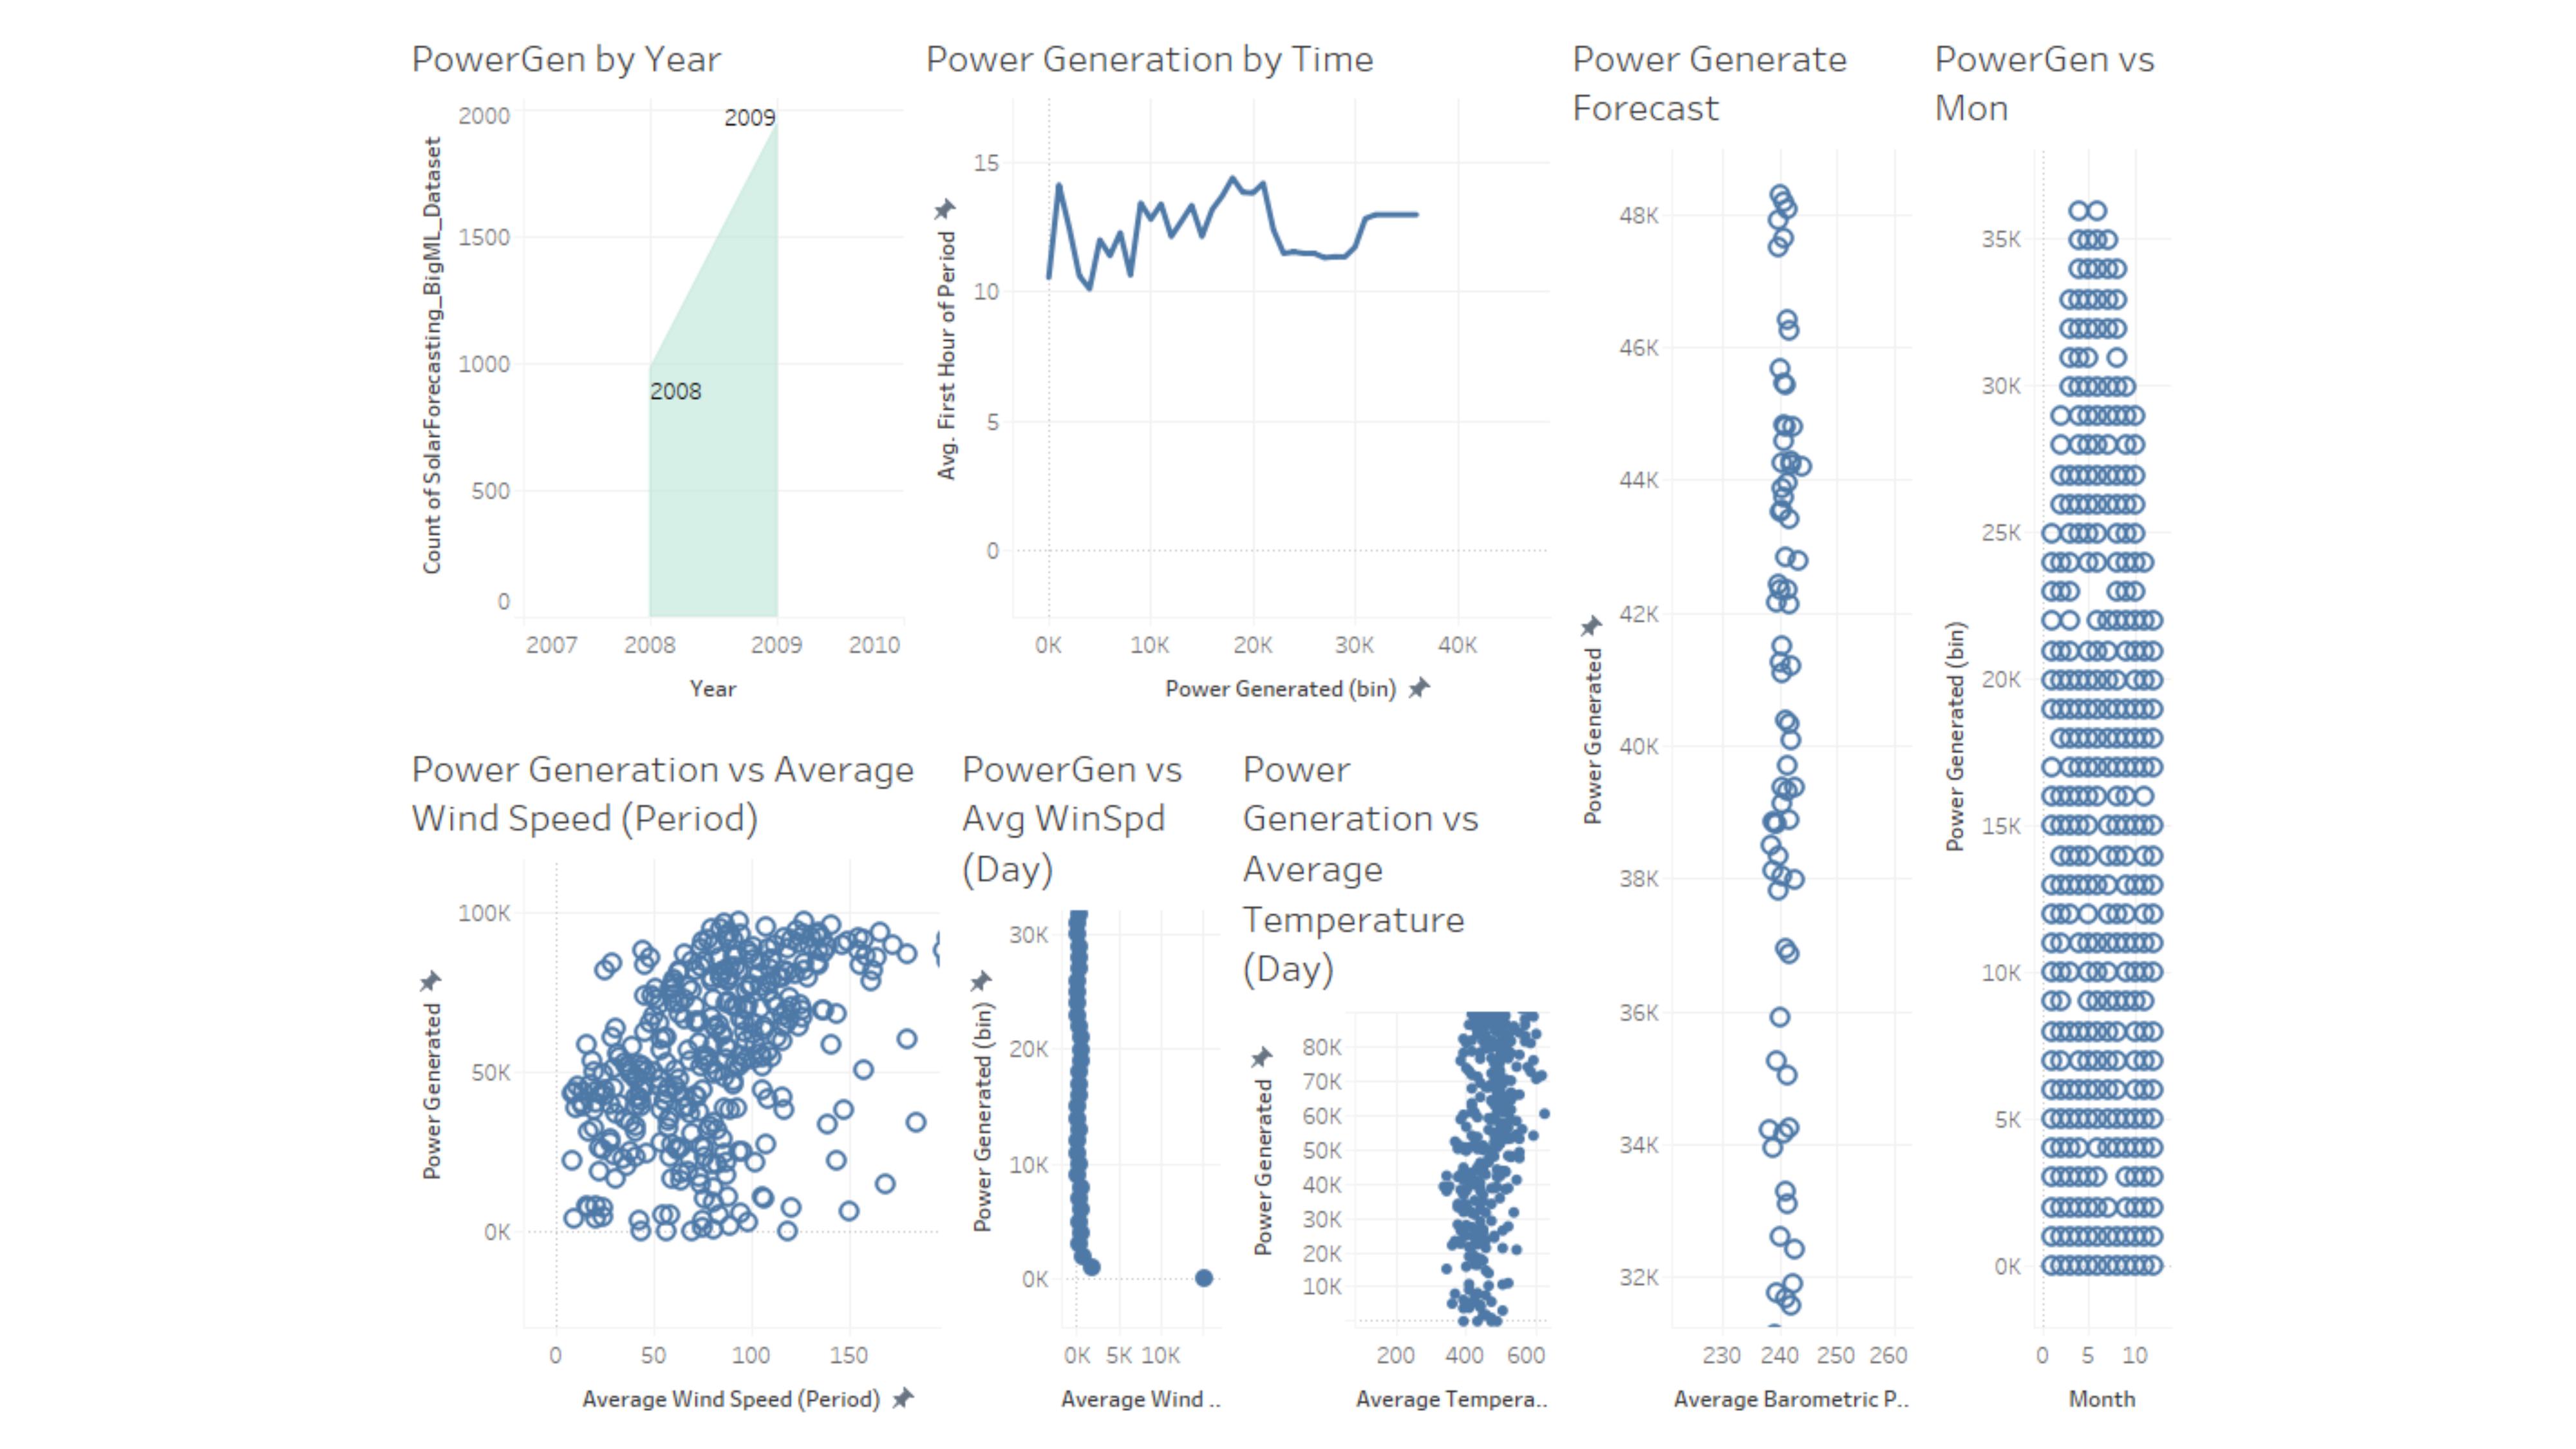 PowerGen by Year
2000
1500
1000
500
0
2009
2008
2007 2008 2009 2010
Year
Count of SolarForecasting_BigML_Dataset
Power Generation by Time
15
10
5
0
0K 10K 20K 30K 40K
Power Generated (bin)
Avg. First Hour of Period
Power Generate
Forecast
48K
46K
44K
42K
40K
38K
36K
34K
32K
230 240 250 260
Average Barometric P..
Power Generated
PowerGen vs
Mon
35K
30K
25K
20K
15K
10K
5K
0K
0 5 10
Month
Power Generated (bin)
Power Generation vs Average
Wind Speed (Period)
100K
50K
0K
0 50 100 150
Average Wind Speed (Period)
Power Generated
PowerGen vs
Avg WinSpd
(Day)
30K
20K
10K
0K
0K 5K 10K
Average Wind ..
Power Generated (bin)
Power
Generation vs
Average
Temperature
(Day)
80K
70K
60K
50K
40K
30K
20K
10K
200 400 600
Average Tempera..
Power Generated